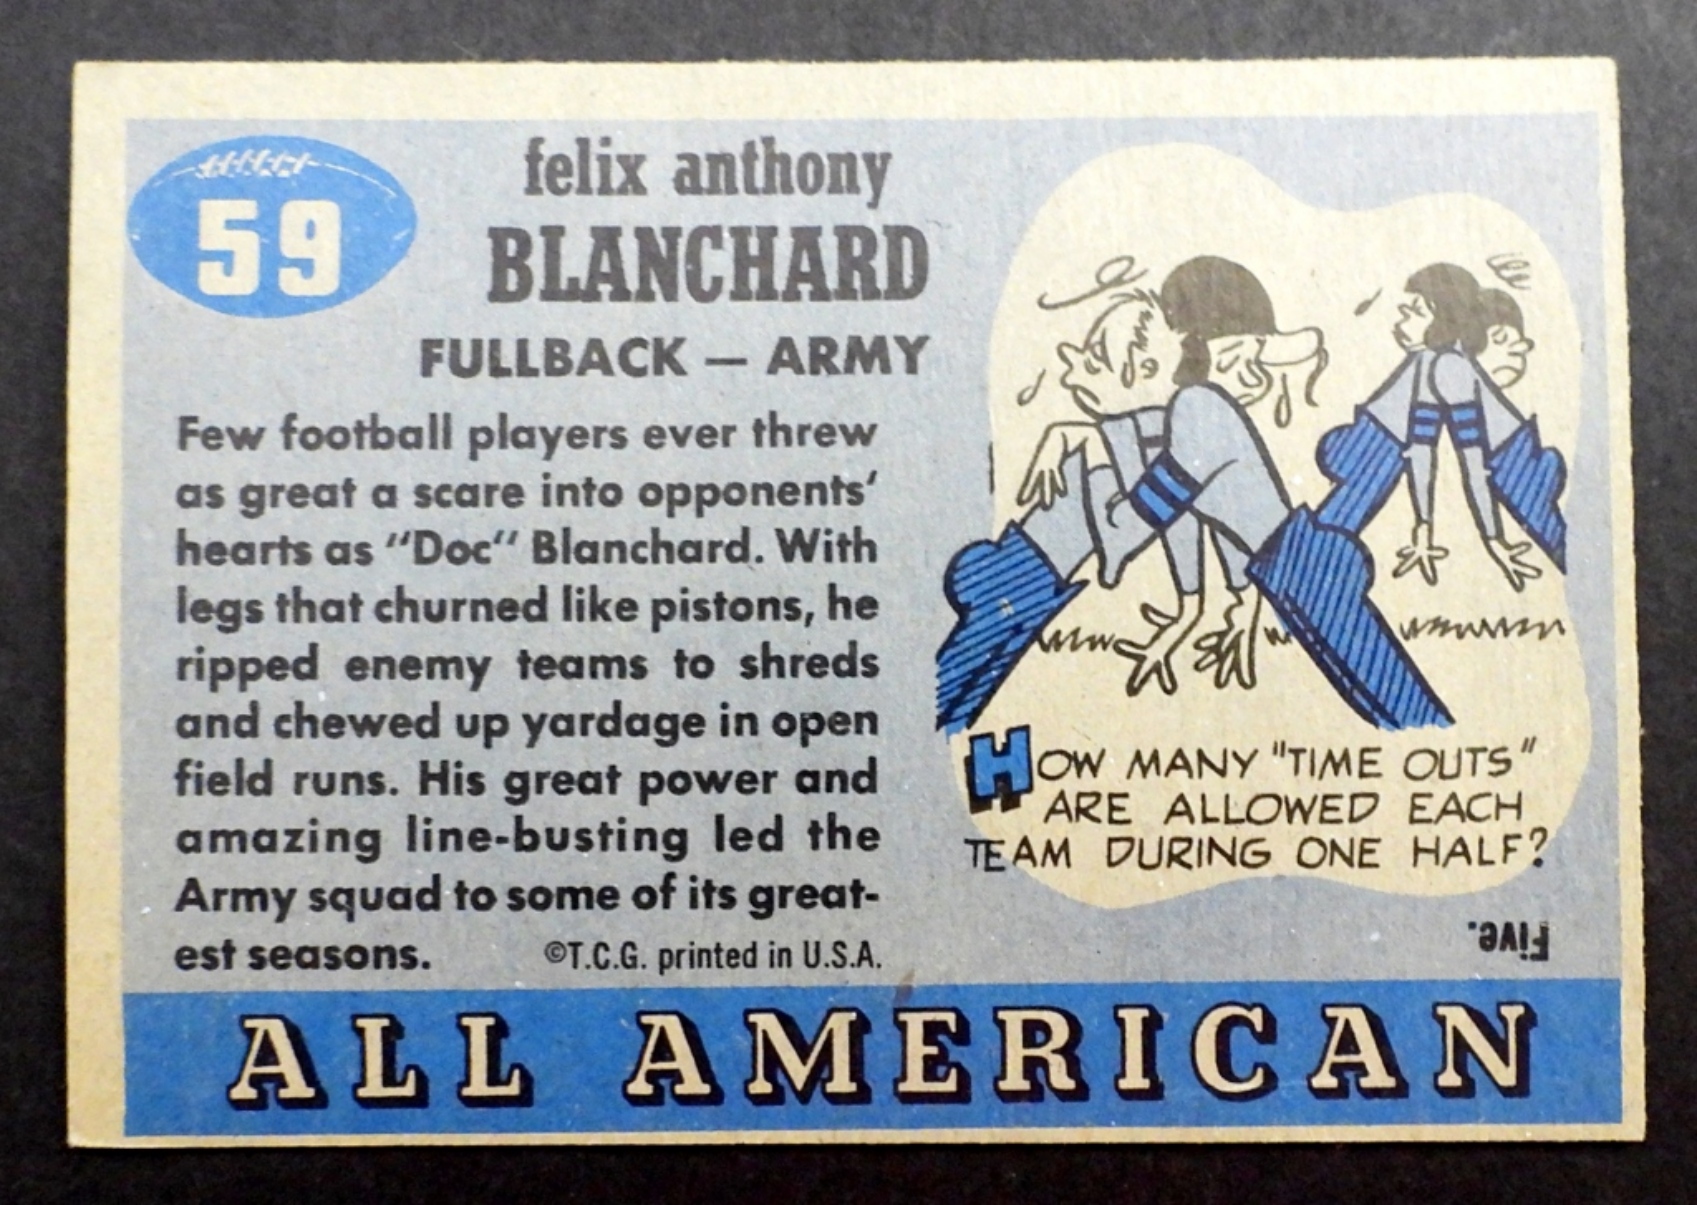 59
felix anthony
BLANCHARD
FULLBACK — ARMY
Few football players ever threw
as great a scare into opponents'
hearts as "Doc" Blanchard. With
legs that churned like pistons, he
ripped enemy teams to shreds
and chewed up yardage in open
field runs. His great power and
amazing line-busting led the
Army squad to some of its great-
est seasons.
©T.C.G. printed in U.S.A.
HOW MANY "TIME OUTS"
ARE ALLOWED EACH
TEAM DURING ONE HALF?
Five.
ALL AMERICAN